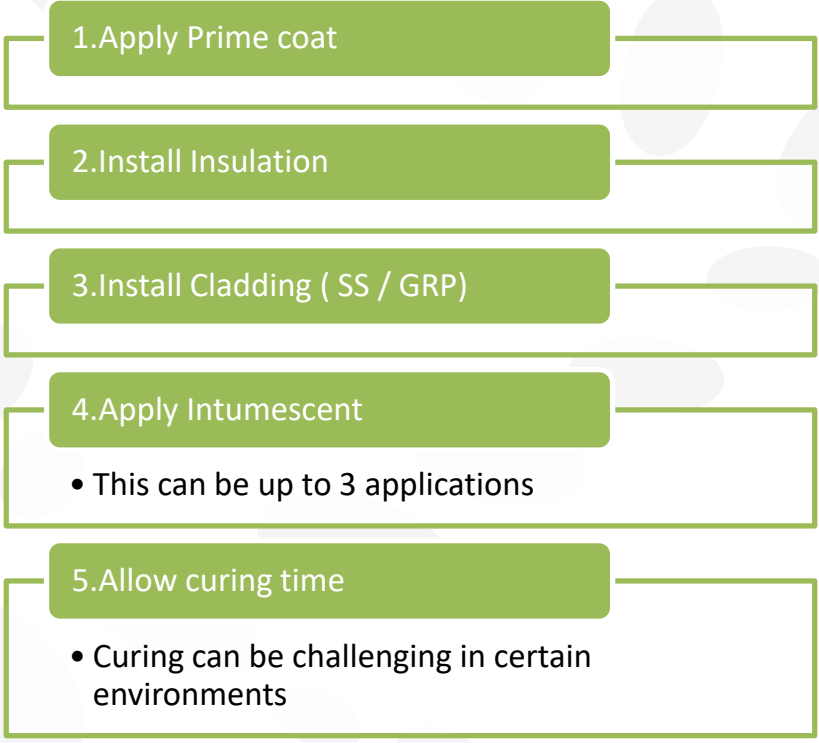 1.Apply Prime coat
2.Install Insulation
3.Install Cladding ( SS / GRP)
4.Apply Intumescent
• This can be up to 3 applications
5.Allow curing time
• Curing can be challenging in certain
environments